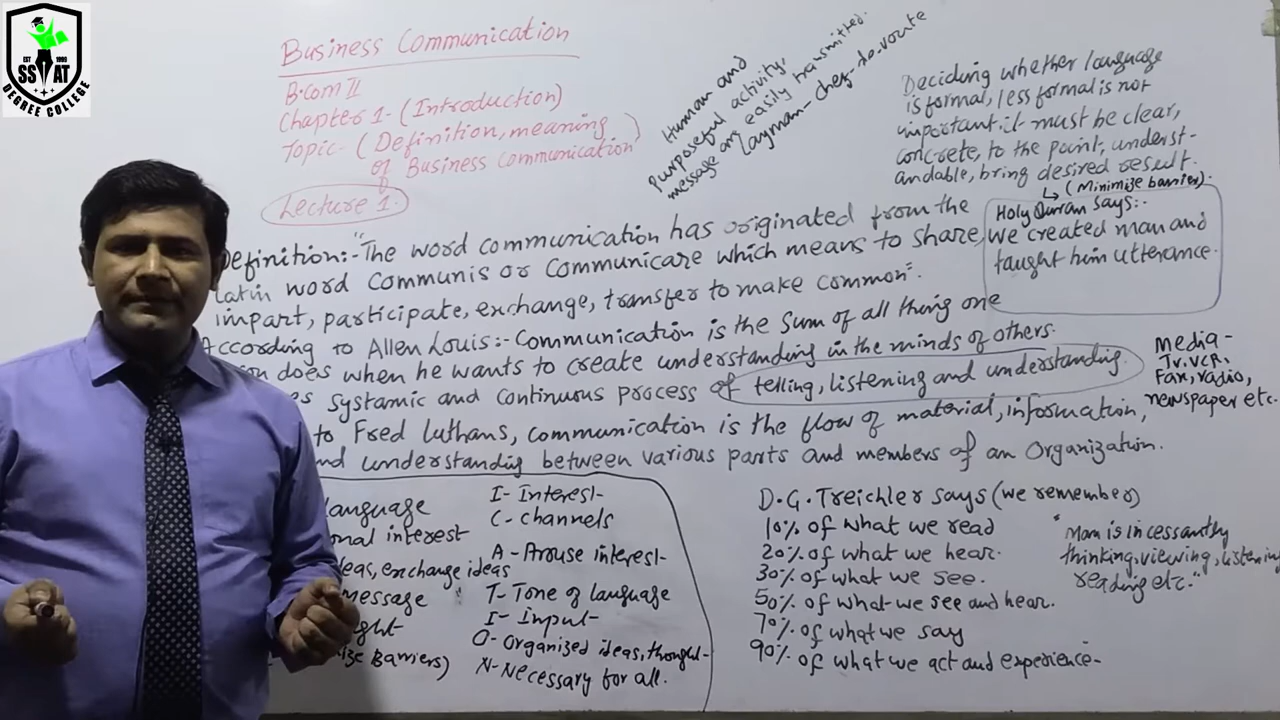 EST 1999
SSAT
DEGREE COLLEGE
Business Communication
B.com II
Chapter 1- (Introduction)
Topic- (Definition, meaning
of Business communication)
Lecture 1.
Human and
Purposeful activity.
message are easily transmitted.
Layman- chez-de-voute
Deciding whether language
is formal, less formal is not
important it must be clear,
concrete, to the point, underst-
andable, bring desired result.
(Minimize barrier).
Holy Quran says:-
we created man and
taught him utterance.
Definition:- "The word communication has originated from the
latin word Communis or Communicare which means to share,
impart, participate, exchange, transfer to make common".
According to Allen Louis:- Communication is the sum of all thing one
does when he wants to create understanding in the minds of others.
systamic and continuous process of telling, listening and understanding.
to Fred Luthans, communication is the flow of material, information,
understanding between various parts and members of an Organization.
Media-
T.V. VCR,
Fax, radio,
newspaper etc.
Language
interest
exchange ideas
message
Barriers)
I- Interest
C- channels
A- Arouse interest
T- Tone of language
I- Input
O- Organized ideas, thought
N- Necessary for all.
D.G. Treichler says (we remember)
10% of what we read
20% of what we hear.
30% of what we see.
50% of what we see and hear.
70% of what we say
90% of what we act and experience
"Man is incessantly
thinking, viewing, listening
reading etc."